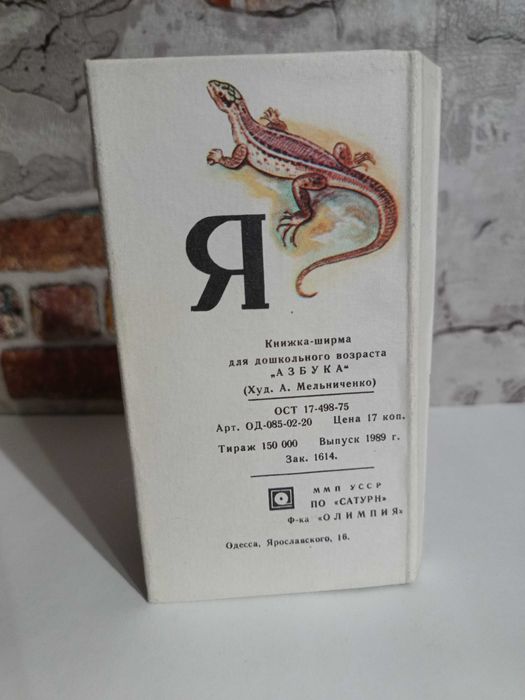 Я
Книжка-ширма
для дошкольного возраста
„АЗБУКА“
(Худ. А. Мельниченко)
ОСТ 17-498-75
Арт. ОД-085-02-20 Цена 17 коп.
Тираж 150 000 Выпуск 1989 г.
Зак. 1614.
ММП УССР
ПО «САТУРН»
Ф-ка «ОЛИМПИЯ»
Одесса, Ярославского, 16.